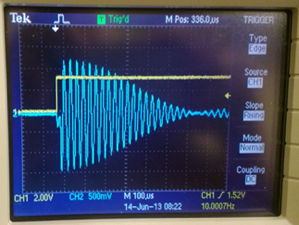 Tek Trig'd M Pos: 336.0µs TRIGGER
Type
Edge
Source
CH1
Slope
Rising
Mode
Normal
Coupling
DC
2
CH1 2.00V CH2 500mV M 100µs CH1 1.52V
14-Jun-13 08:22 10.0007Hz